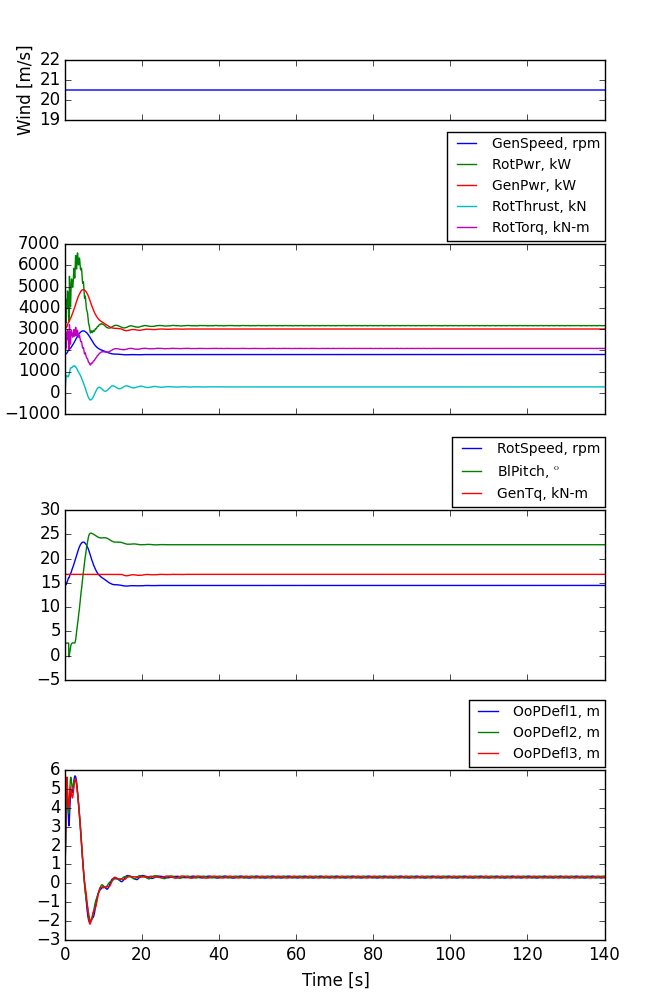 Wind [m/s]
22
21
20
19
GenSpeed, rpm
RotPwr, kW
GenPwr, kW
RotThrust, kN
RotTorq, kN-m
7000
6000
5000
4000
3000
2000
1000
0
−1000
RotSpeed, rpm
BlPitch, °
GenTq, kN-m
30
25
20
15
10
5
0
−5
OoPDefl1, m
OoPDefl2, m
OoPDefl3, m
6
5
4
3
2
1
0
−1
−2
−3
0 20 40 60 80 100 120 140
Time [s]